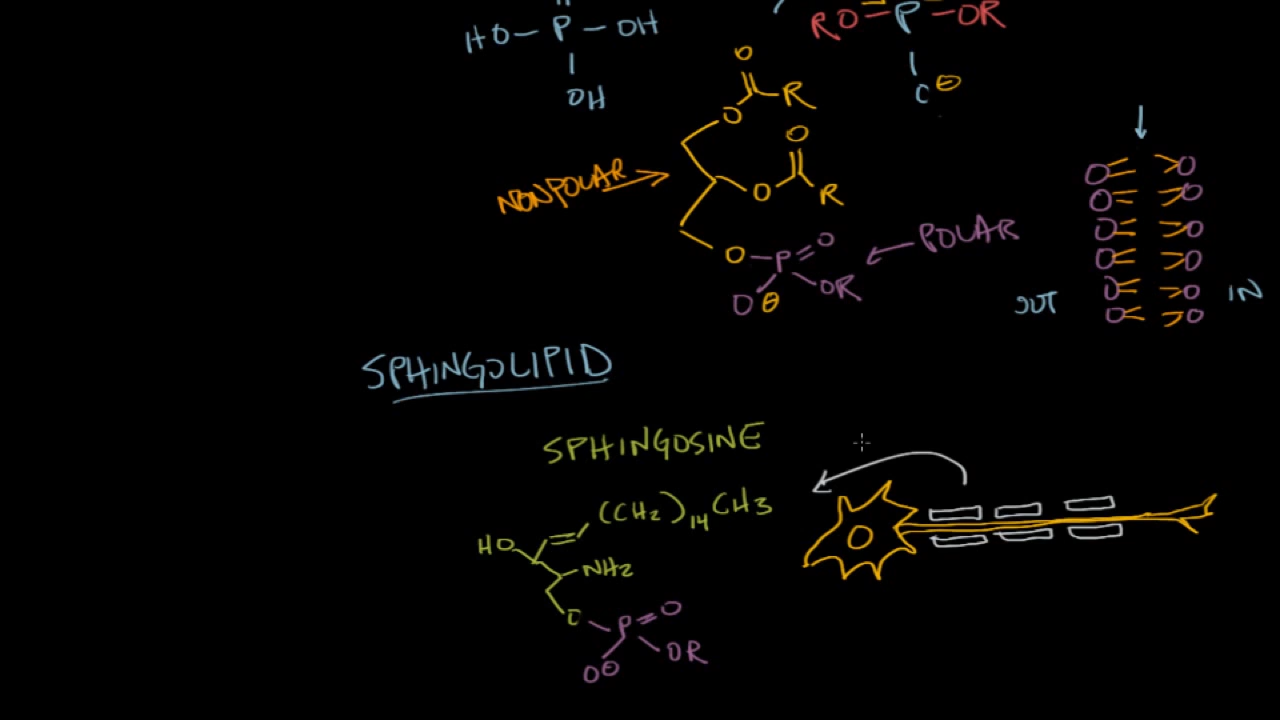 HO-P-OH
OH
RO-P-OR
C⊖
O
O R
NONPOLAR
O
O R
O P=O
O⊖ OR
POLAR
OUT
IN
SPHINGOLIPID
SPHINGOSINE
(CH2)14CH3
HO
NH2
O P=O
O⊖ OR